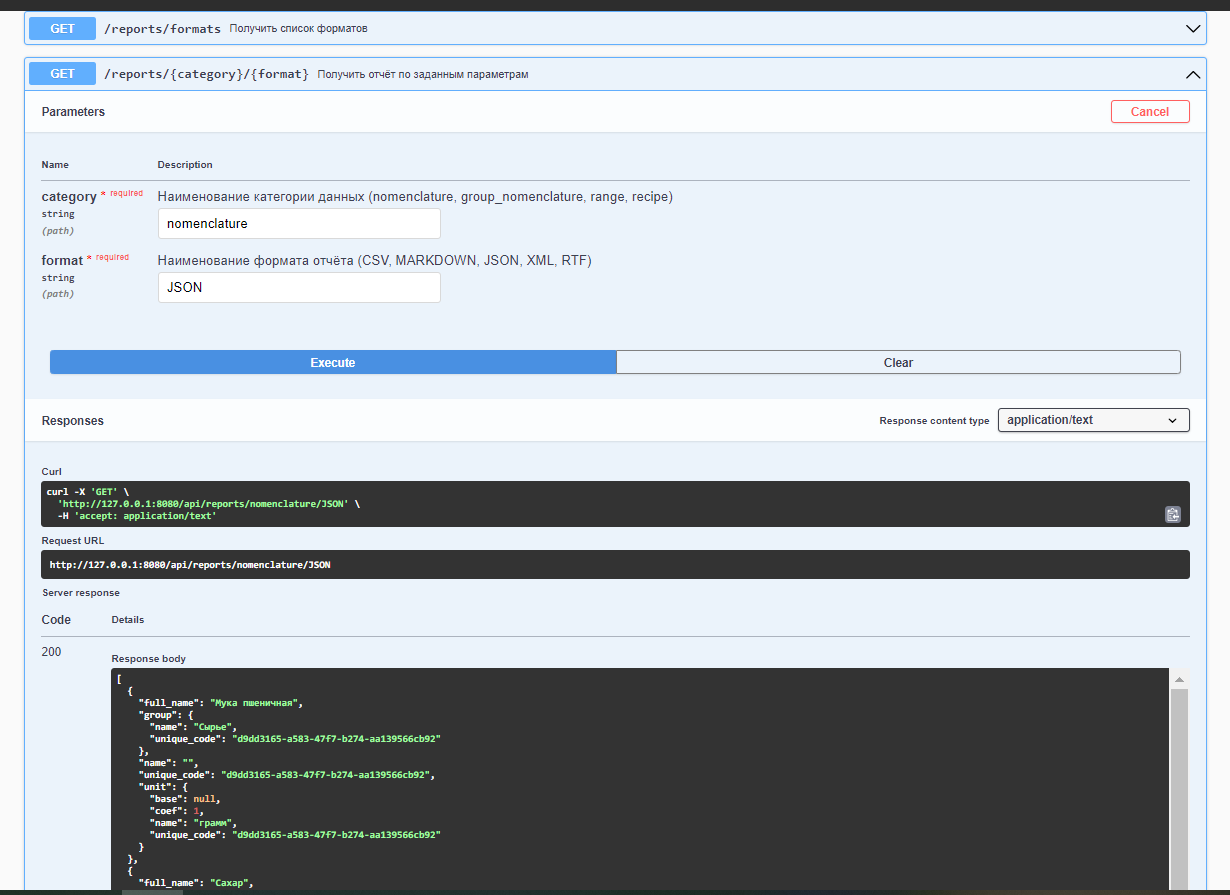 GET /reports/formats Получить список форматов
GET /reports/{category}/{format} Получить отчёт по заданным параметрам
Parameters Cancel
Name Description
category * required Наименование категории данных (nomenclature, group_nomenclature, range, recipe)
string
(path)
nomenclature
format * required Наименование формата отчёта (CSV, MARKDOWN, JSON, XML, RTF)
string
(path)
JSON
Execute Clear
Responses Response content type application/text
Curl
curl -X 'GET' \
'http://127.0.0.1:8080/api/reports/nomenclature/JSON' \
-H 'accept: application/text'
Request URL
http://127.0.0.1:8080/api/reports/nomenclature/JSON
Server response
Code Details
200
Response body
[
{
"full_name": "Мука пшеничная",
"group": {
"name": "Сырье",
"unique_code": "d9dd3165-a583-47f7-b274-aa139566cb92"
},
"name": "",
"unique_code": "d9dd3165-a583-47f7-b274-aa139566cb92",
"unit": {
"base": null,
"coef": 1,
"name": "грамм",
"unique_code": "d9dd3165-a583-47f7-b274-aa139566cb92"
}
},
{
"full_name": "Сахар",